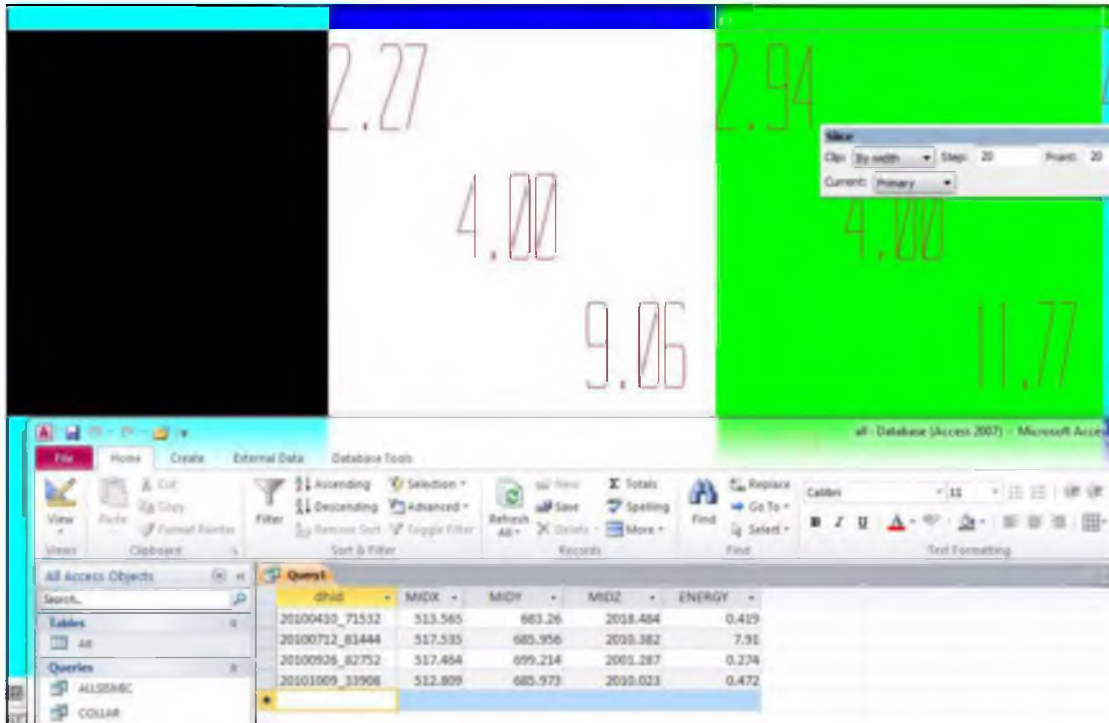 2.27
2.94
4.00
4.00
9.06
11.77
Slice
Clip: By width Step: 20 Front: 20
Current: Primary
all : Database (Access 2007) - Microsoft Acces
File Home Create External Data Database Tools
View
Paste
Cut
Copy
Format Painter
Filter
Ascending
Descending
Remove Sort
Selection
Advanced
Toggle Filter
Refresh All
New
Save
Delete
Totals
Spelling
More
Find
Replace
Go To
Select
Calibri 11
B I U A
Views Clipboard Sort & Filter Records Find Text Formatting
All Access Objects
Search...
Tables
All
Queries
ALLSEISMIC
COLLAR
Query1
dhid MIDX MIDY MIDZ ENERGY
20100410_71532 513.565 683.26 2018.484 0.419
20100712_81444 517.535 685.956 2010.382 7.91
20100926_82752 517.464 699.214 2001.287 0.274
20101009_33908 512.809 685.973 2010.023 0.472